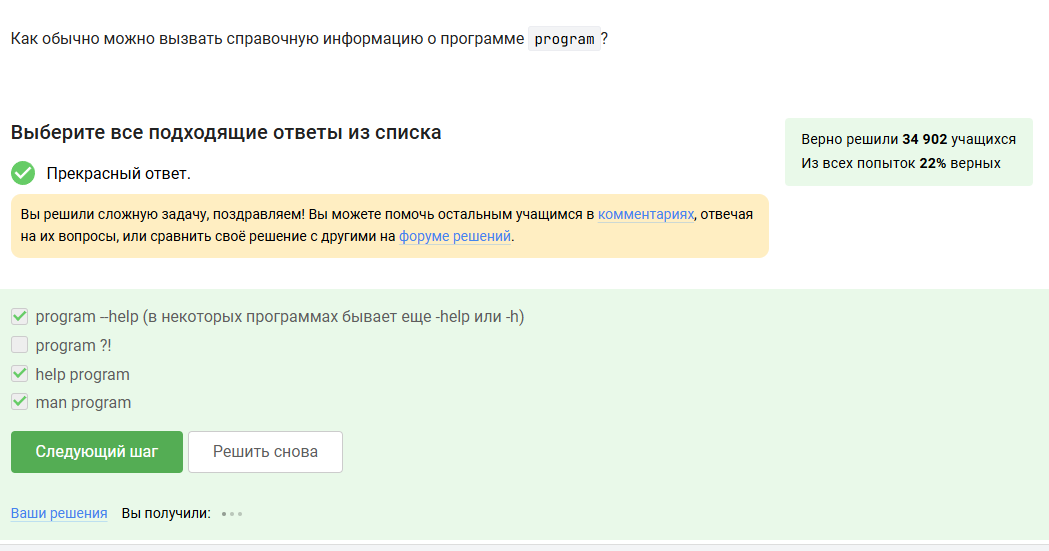 Как обычно можно вызвать справочную информацию о программе program?
Выберите все подходящие ответы из списка
Верно решили 34 902 учащихся
Из всех попыток 22% верных
Прекрасный ответ.
Вы решили сложную задачу, поздравляем! Вы можете помочь остальным учащимся в комментариях, отвечая
на их вопросы, или сравнить своё решение с другими на форуме решений.
program --help (в некоторых программах бывает еще -help или -h)
program ?!
help program
man program
Следующий шаг
Решить снова
Ваши решения Вы получили: